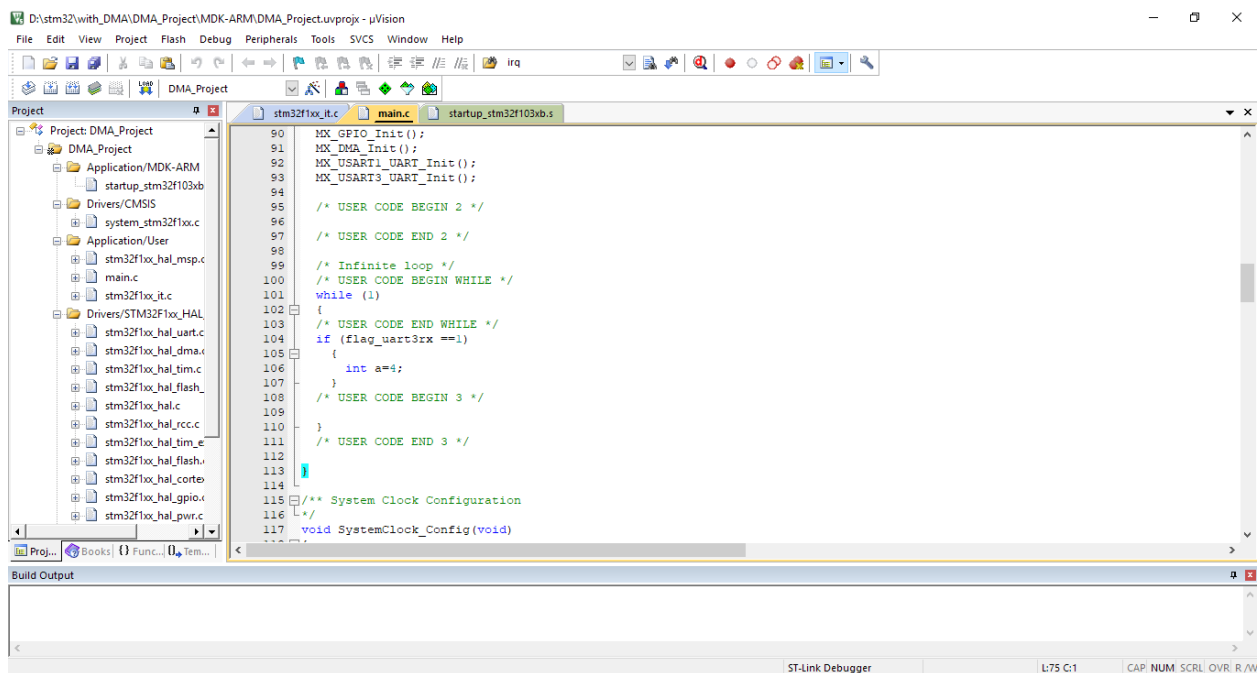 D:\stm32\with_DMA\DMA_Project\MDK-ARM\DMA_Project.uvprojx - µVision
File Edit View Project Flash Debug Peripherals Tools SVCS Window Help
irq
LOAD DMA_Project
Project
Project: DMA_Project
DMA_Project
Application/MDK-ARM
startup_stm32f103xb
Drivers/CMSIS
system_stm32f1xx.c
Application/User
stm32f1xx_hal_msp.c
main.c
stm32f1xx_it.c
Drivers/STM32F1xx_HAL_
stm32f1xx_hal_uart.c
stm32f1xx_hal_dma.c
stm32f1xx_hal_tim.c
stm32f1xx_hal_flash_
stm32f1xx_hal.c
stm32f1xx_hal_rcc.c
stm32f1xx_hal_tim_e
stm32f1xx_hal_flash.
stm32f1xx_hal_cortex
stm32f1xx_hal_gpio.c
stm32f1xx_hal_pwr.c
Proj... Books {} Func... 0 Tem...
stm32f1xx_it.c main.c startup_stm32f103xb.s
90 MX_GPIO_Init();
91 MX_DMA_Init();
92 MX_USART1_UART_Init();
93 MX_USART3_UART_Init();
94
95 /* USER CODE BEGIN 2 */
96
97 /* USER CODE END 2 */
98
99 /* Infinite loop */
100 /* USER CODE BEGIN WHILE */
101 while (1)
102 {
103 /* USER CODE END WHILE */
104 if (flag_uart3rx ==1)
105 {
106 int a=4;
107 }
108 /* USER CODE BEGIN 3 */
109
110 }
111 /* USER CODE END 3 */
112
113 }
114
115 /** System Clock Configuration
116 */
117 void SystemClock_Config(void)
Build Output
ST-Link Debugger L:75 C:1 CAP NUM SCRL OVR R/W